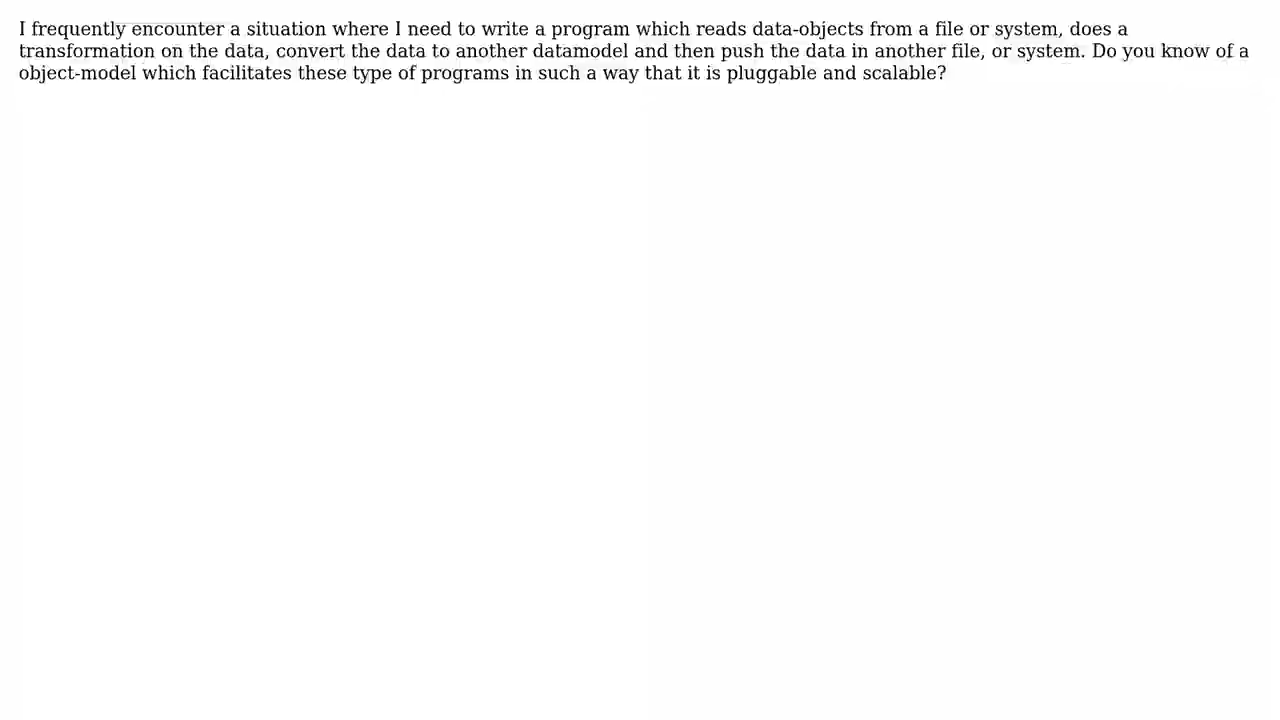 I frequently encounter a situation where I need to write a program which reads data-objects from a file or system, does a
transformation on the data, convert the data to another datamodel and then push the data in another file, or system. Do you know of a
object-model which facilitates these type of programs in such a way that it is pluggable and scalable?